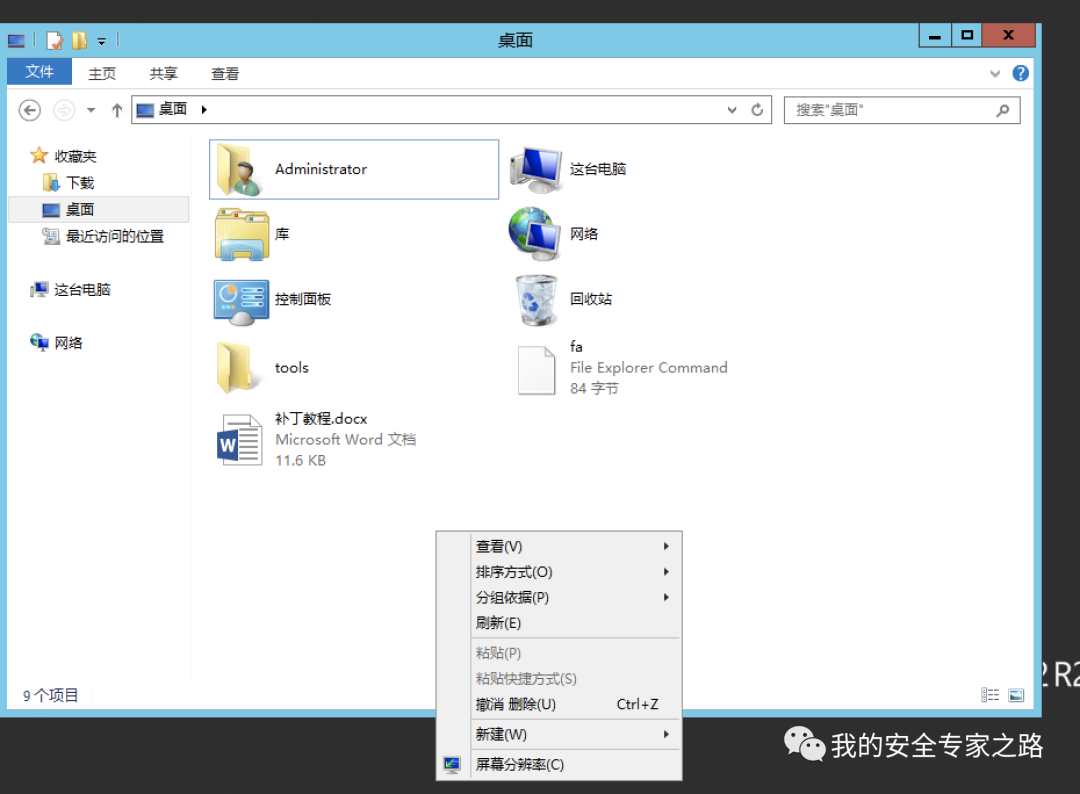 桌面
文件 主页 共享 查看
桌面
搜索"桌面"
收藏夹
下载
桌面
最近访问的位置
这台电脑
网络
Administrator
这台电脑
库
网络
控制面板
回收站
tools
fa
File Explorer Command
84 字节
补丁教程.docx
Microsoft Word 文档
11.6 KB
查看(V)
排序方式(O)
分组依据(P)
刷新(E)
粘贴(P)
粘贴快捷方式(S)
撤消 删除(U) Ctrl+Z
新建(W)
屏幕分辨率(C)
9 个项目
2 R2
我的安全专家之路